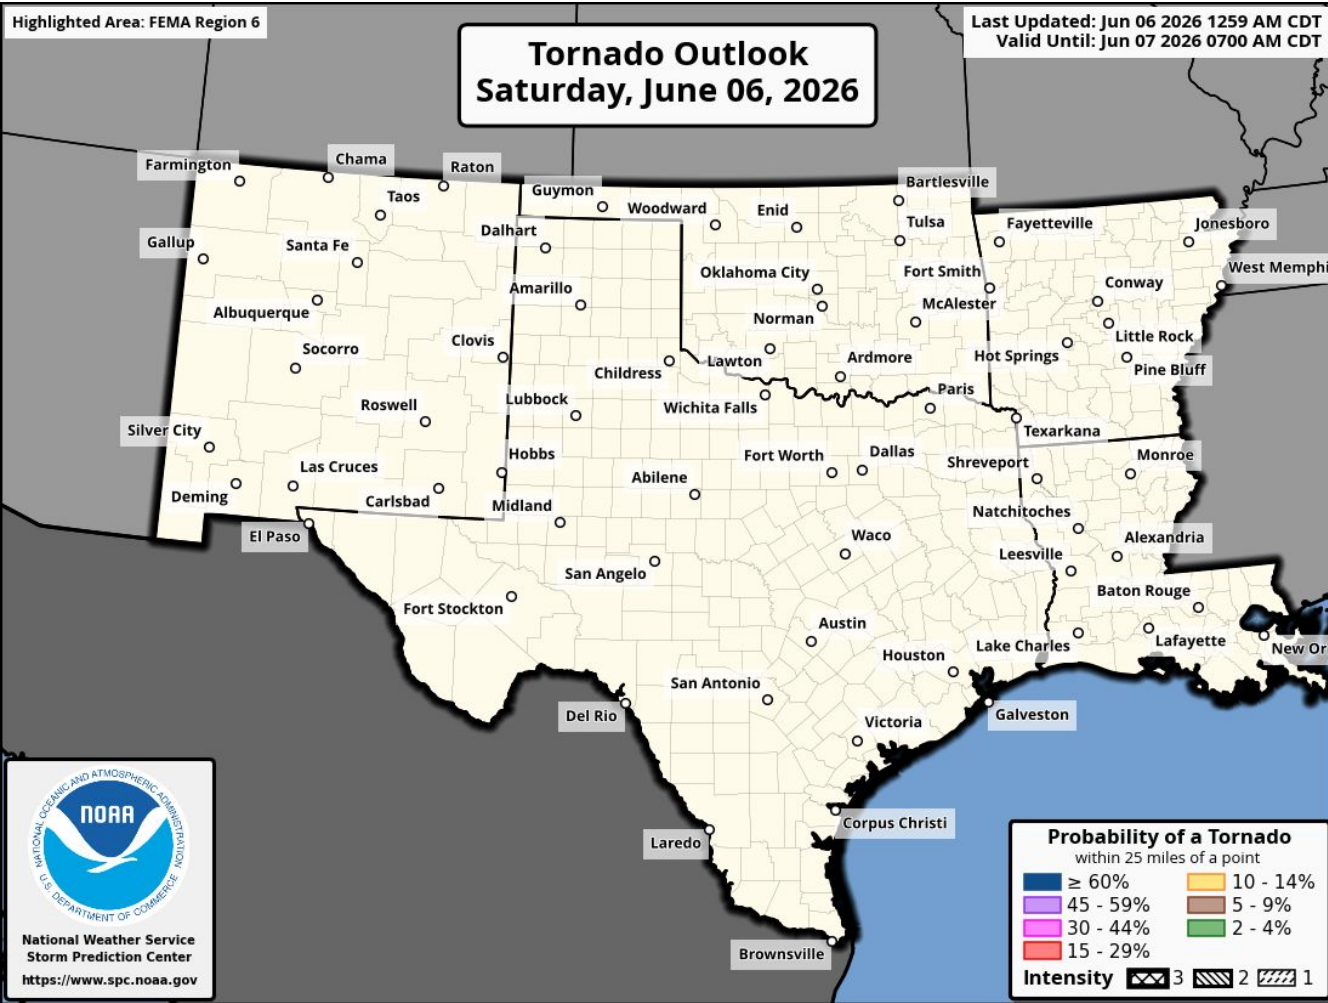 Highlighted Area: FEMA Region 6
Last Updated: Jun 06 2026 1259 AM CDT
Valid Until: Jun 07 2026 0700 AM CDT
Tornado Outlook
Saturday, June 06, 2026
Farmington
Chama
Raton
Taos
Guymon
Woodward
Enid
Bartlesville
Tulsa
Fayetteville
Jonesboro
Gallup
Santa Fe
Dalhart
Oklahoma City
Fort Smith
West Memphi
Amarillo
McAlester
Conway
Albuquerque
Norman
Socorro
Clovis
Childress
Lawton
Ardmore
Hot Springs
Little Rock
Pine Bluff
Roswell
Lubbock
Wichita Falls
Paris
Silver City
Texarkana
Las Cruces
Hobbs
Fort Worth
Dallas
Shreveport
Monroe
Deming
Carlsbad
Midland
Abilene
Natchitoches
El Paso
Waco
Leesville
Alexandria
San Angelo
Baton Rouge
Fort Stockton
Austin
Lake Charles
Lafayette
New Or
Houston
San Antonio
Del Rio
Victoria
Galveston
Corpus Christi
Laredo
Brownsville
NATIONAL OCEANIC AND ATMOSPHERIC ADMINISTRATION
NOAA
U.S. DEPARTMENT OF COMMERCE
National Weather Service
Storm Prediction Center
https://www.spc.noaa.gov
Probability of a Tornado
within 25 miles of a point
≥ 60% 10 - 14%
45 - 59% 5 - 9%
30 - 44% 2 - 4%
15 - 29%
Intensity 3 2 1